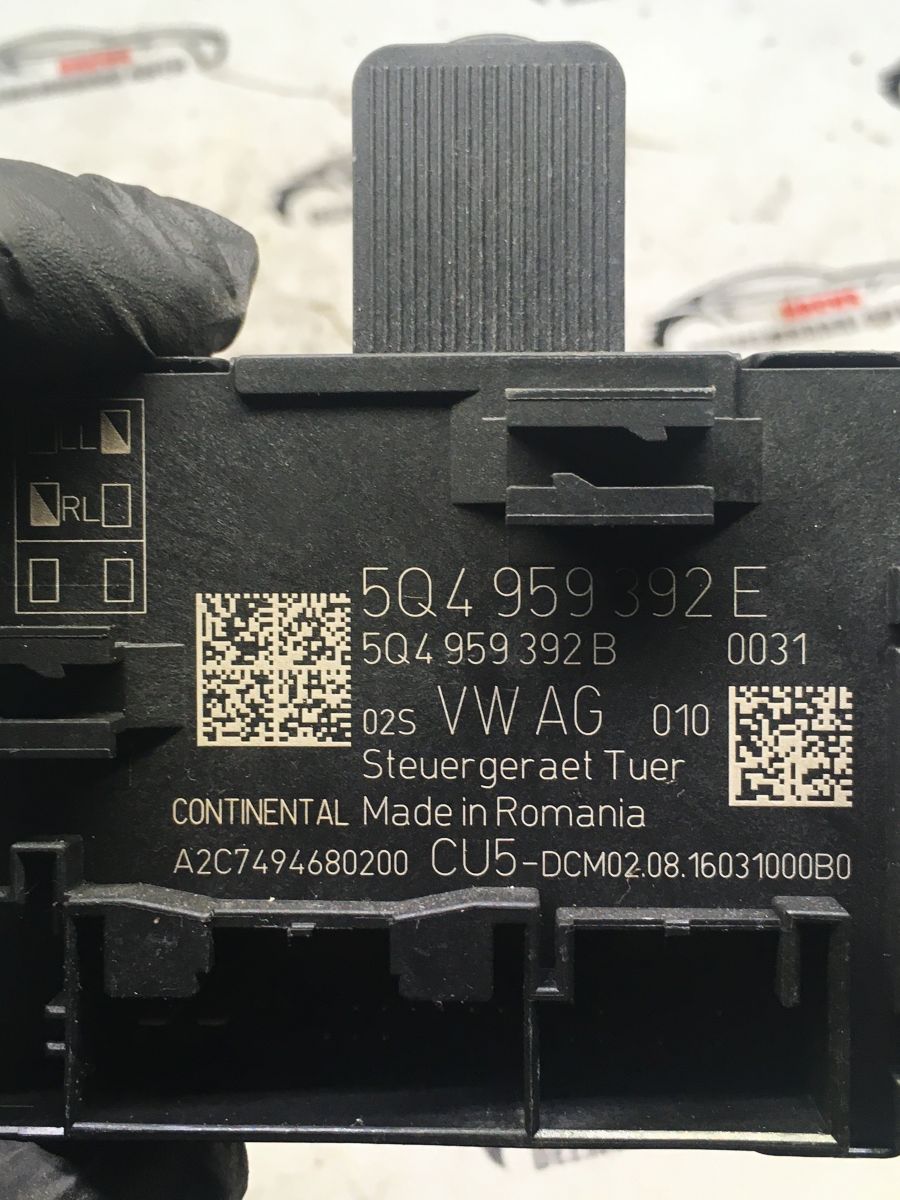 LL
RL
5Q4 959 392 E
5Q4 959 392 B 0031
02S VW AG 010
Steuergeraet Tuer
CONTINENTAL Made in Romania
A2C7494680200 CU5-DCM02.08.16031000B0